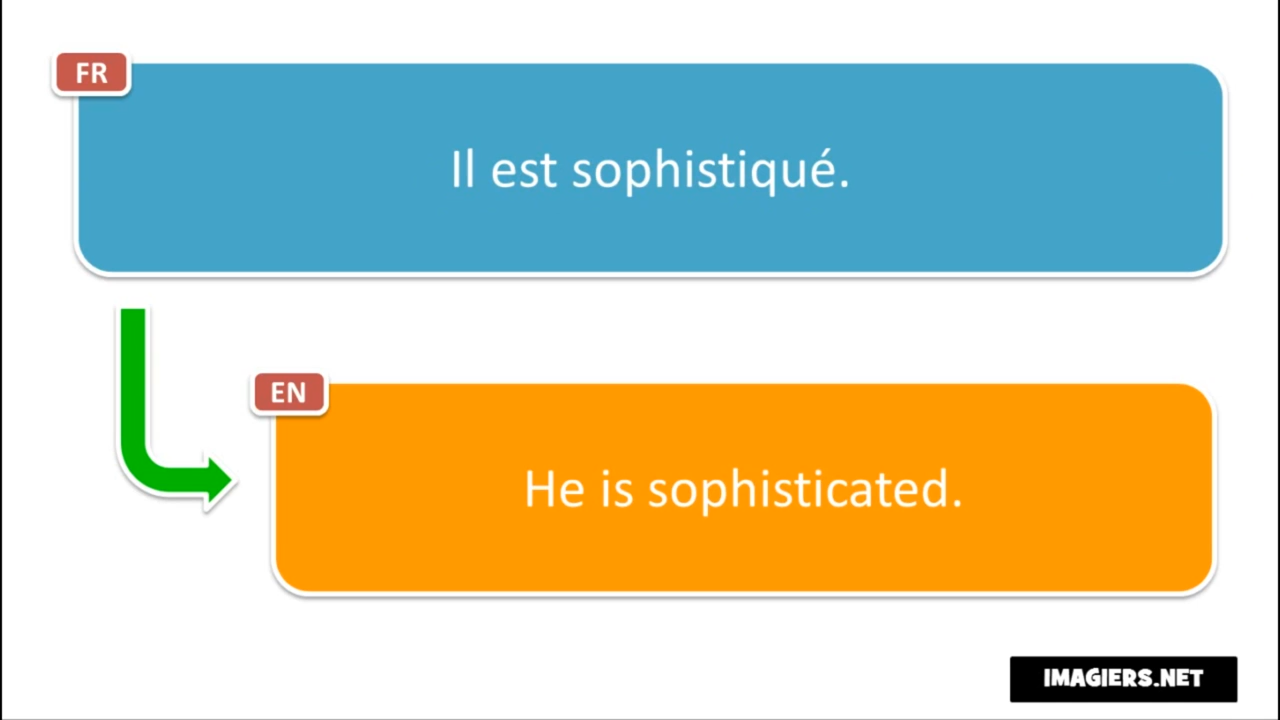 FR
Il est sophistiqué.
EN
He is sophisticated.
IMAGIERS.NET